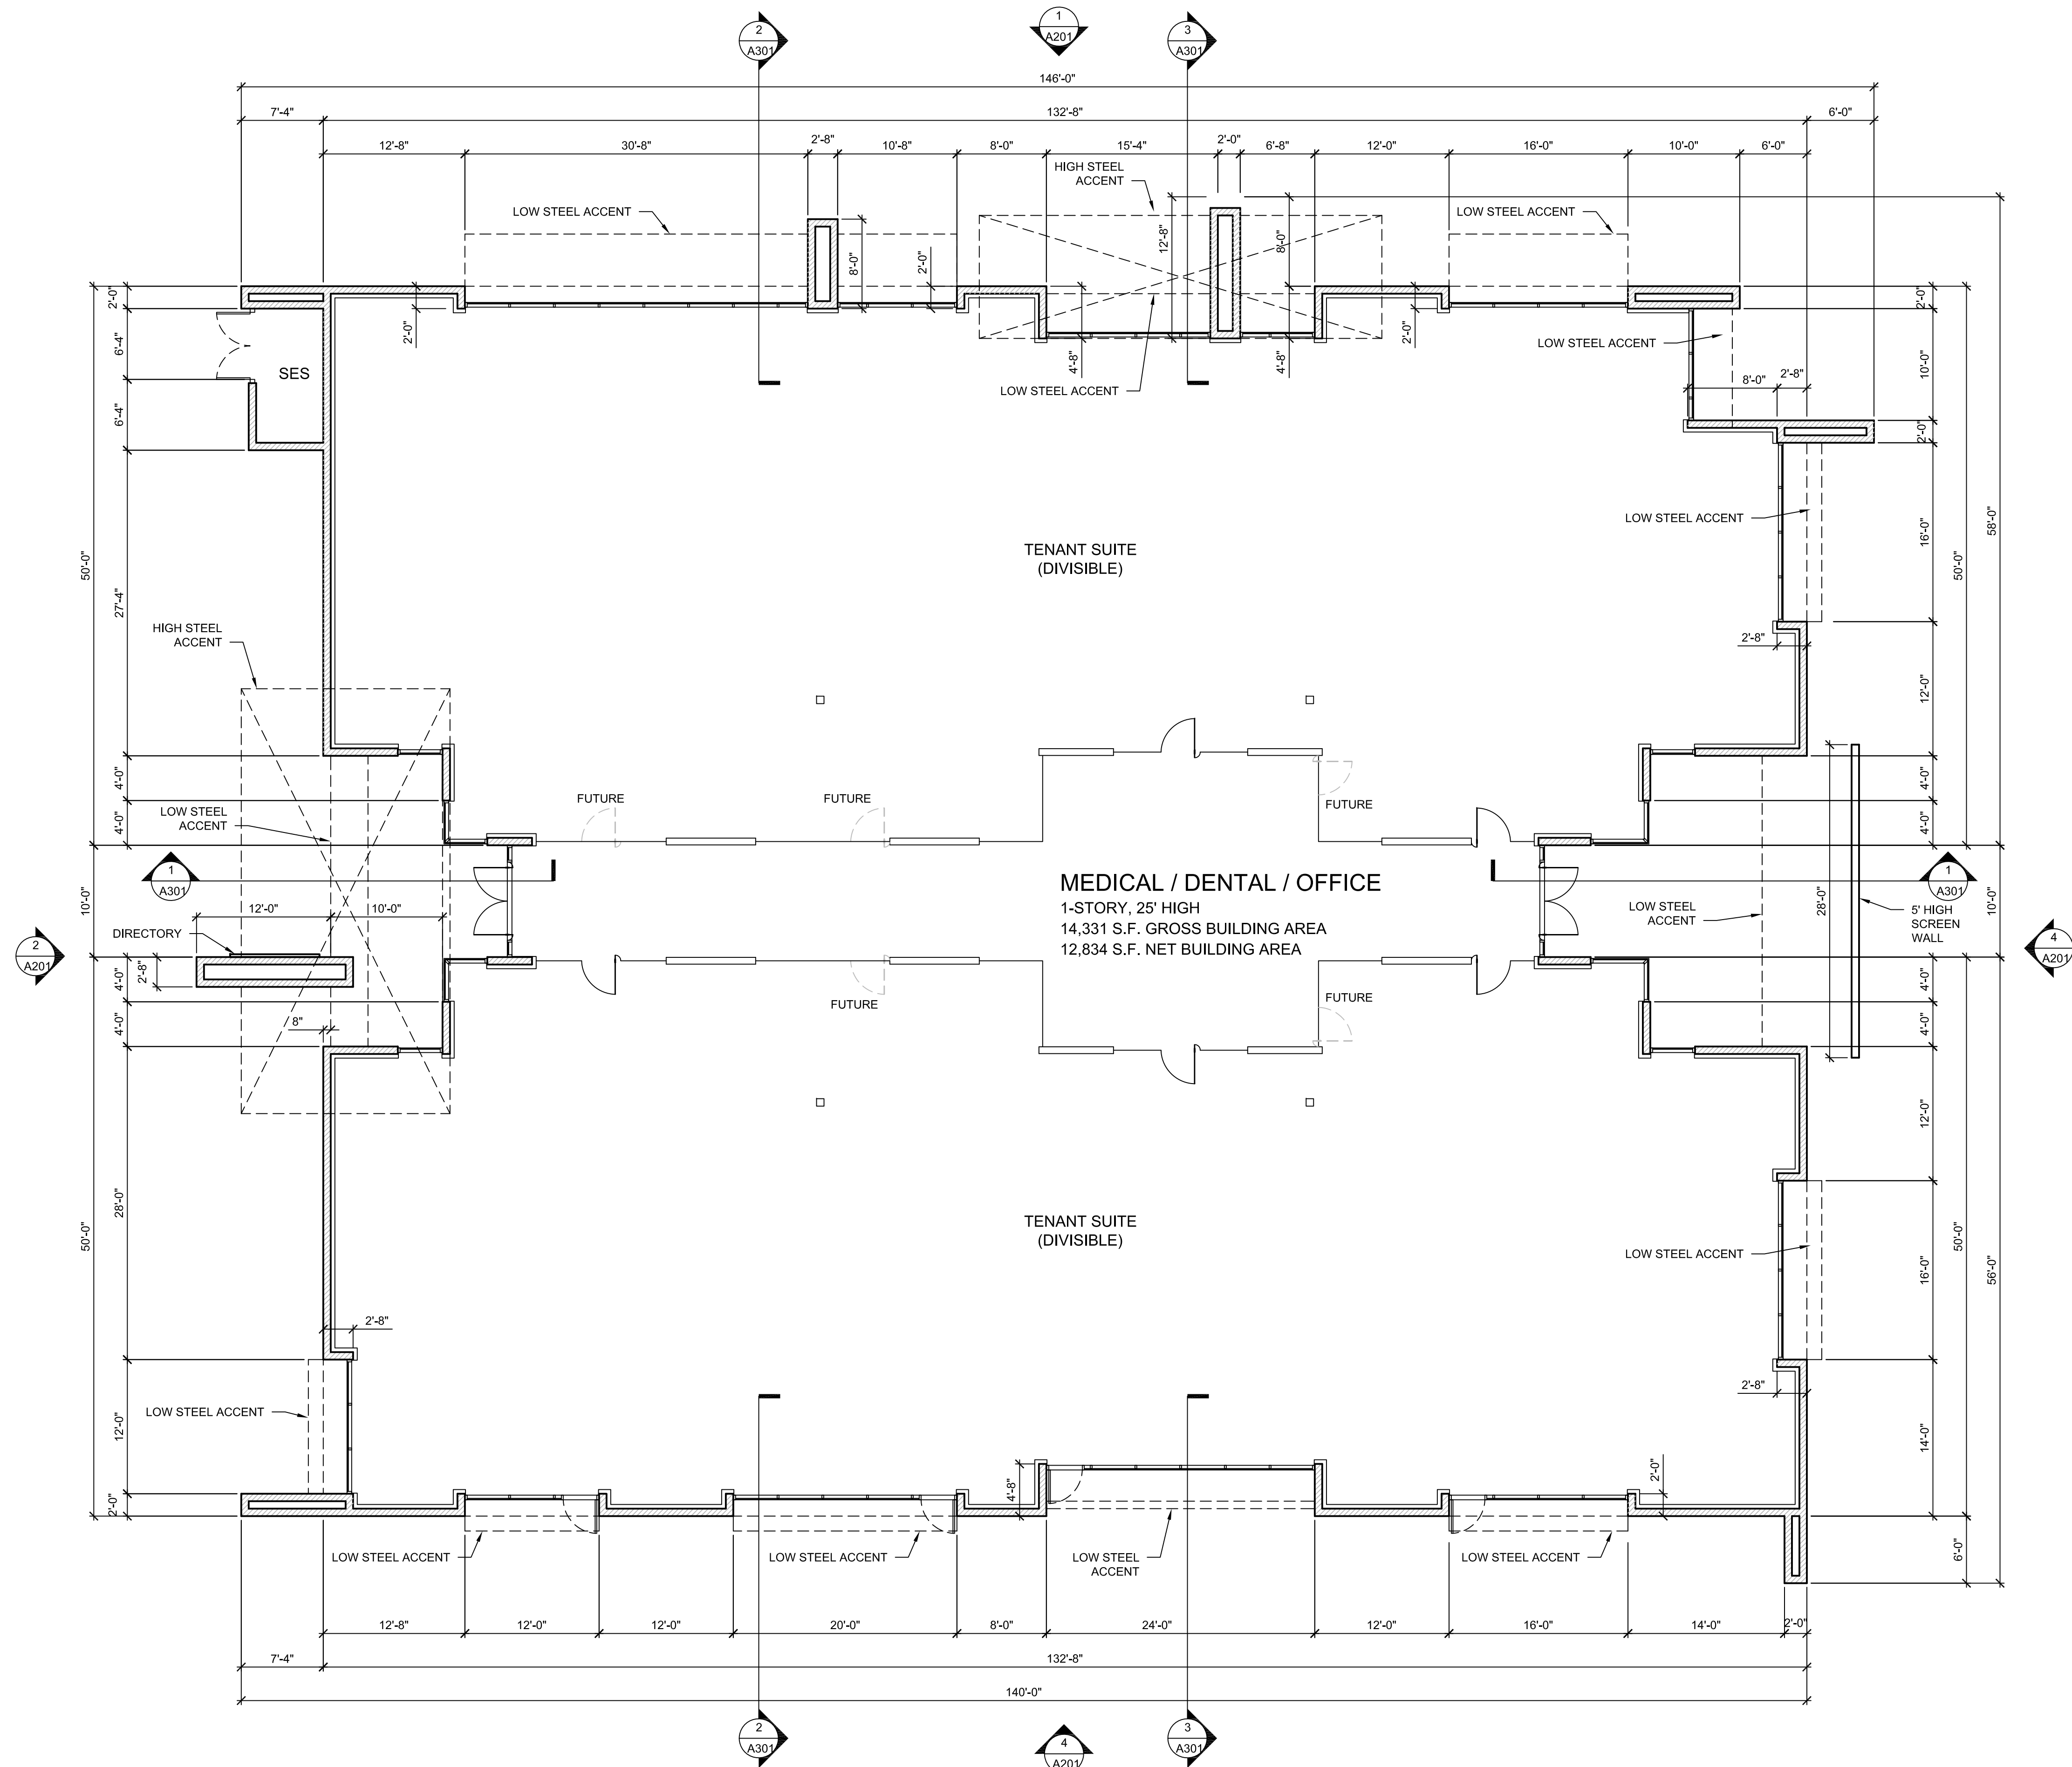 2
A301
1
A201
3
A301
146'-0"
7'-4"
132'-8"
6'-0"
12'-8"
30'-8"
2'-8"
10'-8"
8'-0"
15'-4"
2'-0"
6'-8"
12'-0"
16'-0"
10'-0"
6'-0"
HIGH STEEL
ACCENT
LOW STEEL ACCENT
LOW STEEL ACCENT
12'-8"
8'-0"
8'-0"
2'-0"
2'-0"
2'-0"
2'-0"
2'-0"
6'-4"
SES
4'-8"
4'-8"
LOW STEEL ACCENT
LOW STEEL ACCENT
10'-0"
8'-0"
2'-8"
6'-4"
2'-0"
LOW STEEL ACCENT
16'-0"
58'-0"
TENANT SUITE
(DIVISIBLE)
50'-0"
50'-0"
27'-4"
HIGH STEEL
ACCENT
2'-8"
12'-0"
4'-0"
4'-0"
FUTURE
FUTURE
FUTURE
LOW STEEL
ACCENT
4'-0"
4'-0"
1
A301
MEDICAL / DENTAL / OFFICE
1-STORY, 25' HIGH
14,331 S.F. GROSS BUILDING AREA
12,834 S.F. NET BUILDING AREA
1
A301
10'-0"
12'-0"
10'-0"
LOW STEEL
ACCENT
28'-0"
5' HIGH
SCREEN
WALL
10'-0"
DIRECTORY
2
A201
4
A201
2'-8"
4'-0"
4'-0"
FUTURE
FUTURE
4'-0"
8"
4'-0"
12'-0"
28'-0"
50'-0"
TENANT SUITE
(DIVISIBLE)
LOW STEEL ACCENT
16'-0"
50'-0"
56'-0"
2'-8"
2'-8"
LOW STEEL ACCENT
12'-0"
14'-0"
4'-8"
2'-0"
2'-0"
LOW STEEL ACCENT
LOW STEEL ACCENT
LOW STEEL
ACCENT
LOW STEEL ACCENT
6'-0"
12'-8"
12'-0"
12'-0"
20'-0"
8'-0"
24'-0"
12'-0"
16'-0"
14'-0"
2'-0"
7'-4"
132'-8"
140'-0"
2
A301
4
A201
3
A301